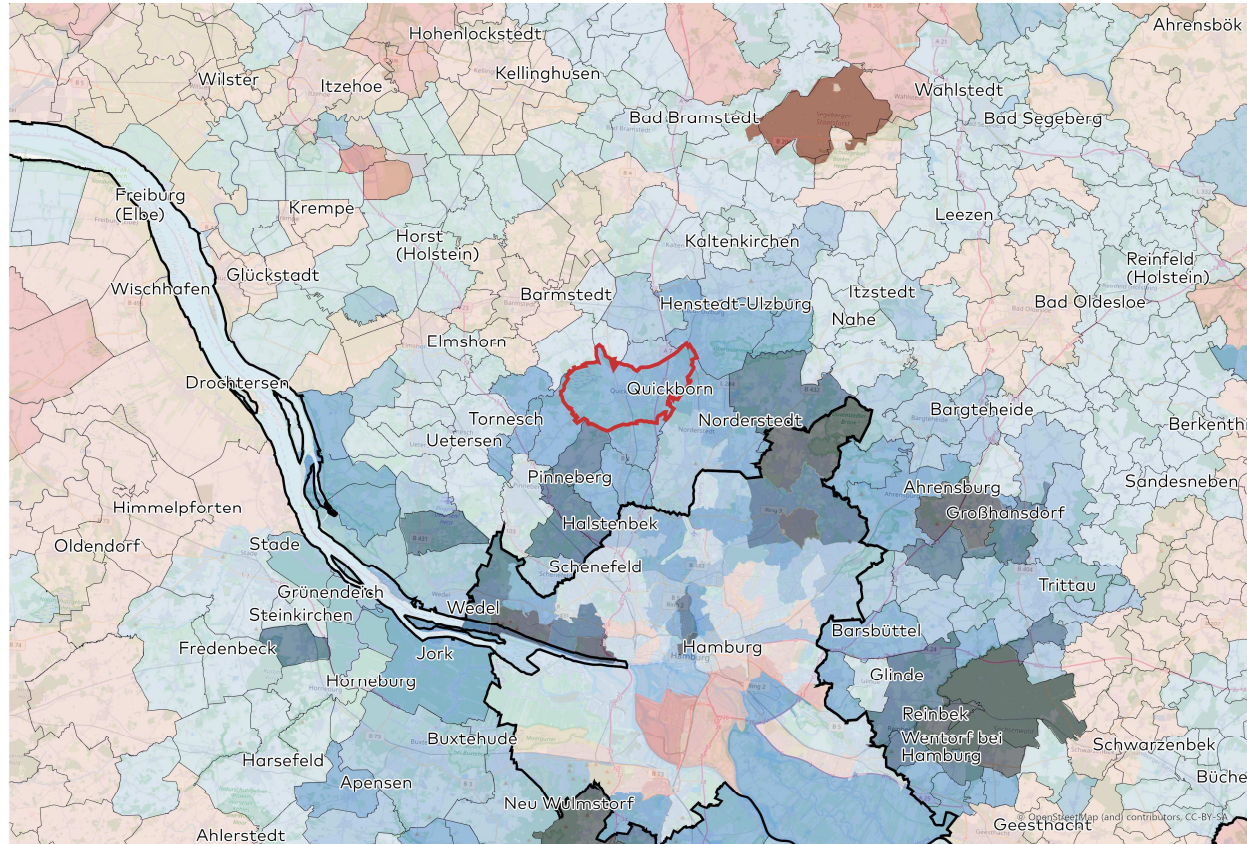 Ahrensbök
Hohenlockstedt
Kellinghusen
Wilster
Itzehoe
Wahlstedt
Bad Bramstedt
Bad Segeberg
Freiburg
(Elbe)
Krempe
Leezen
Horst
(Holstein)
Kaltenkirchen
Reinfeld
(Holstein)
Glückstadt
Wischhafen
Barmstedt
Henstedt-Ulzburg
Itzstedt
Bad Oldesloe
Nahe
Elmshorn
Drochtersen
Quickborn
Tornesch
Norderstedt
Bargteheide
Uetersen
Berkenthi
Pinneberg
Ahrensburg
Sandesneben
Himmelpforten
Großhansdorf
Halstenbek
Stade
Oldendorf
Schenefeld
Grünendeich
Trittau
Steinkirchen
Wedel
Barsbüttel
Fredenbeck
Jork
Hamburg
Glinde
Horneburg
Reinbek
Buxtehude
Wentorf bei
Hamburg
Schwarzenbek
Harsefeld
Apensen
Büche
Neu Wulmstorf
© OpenStreetMap (and) contributors, CC-BY-SA
Geesthacht
Ahlerstedt